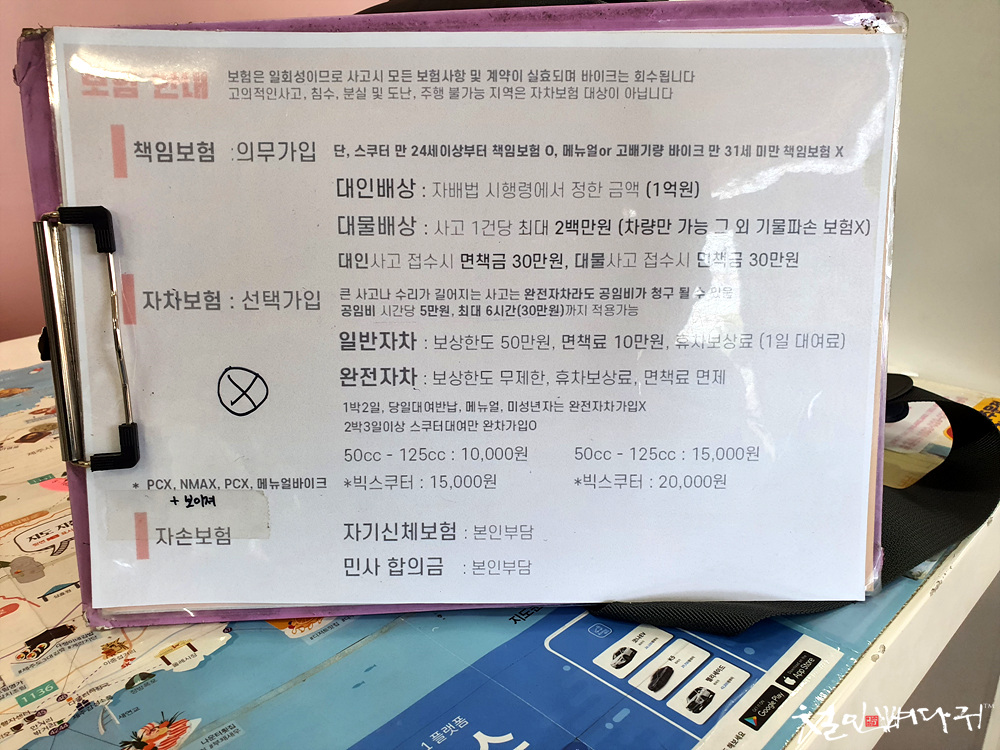 보험 안내
보험은 일회성이므로 사고시 모든 보험사항 및 계약이 실효되며 바이크는 회수됩니다
고의적인사고, 침수, 분실 및 도난, 주행 불가능 지역은 자차보험 대상이 아닙니다
책임보험 :의무가입 단, 스쿠터 만 24세이상부터 책임보험 O, 메뉴얼or 고배기량 바이크 만 31세 미만 책임보험 X
대인배상 : 자배법 시행령에서 정한 금액 (1억원)
대물배상 : 사고 1건당 최대 2백만원 (차량만 가능 그 외 기물파손 보험X)
대인사고 접수시 면책금 30만원, 대물사고 접수시 면책금 30만원
자차보험 : 선택가입 큰 사고나 수리가 길어지는 사고는 완전자차라도 공임비가 청구 될 수 있음
공임비 시간당 5만원, 최대 6시간(30만원)까지 적용가능
일반자차 : 보상한도 50만원, 면책료 10만원, 휴차보상료 (1일 대여료)
완전자차 : 보상한도 무제한, 휴차보상료, 면책료 면제
1박2일, 당일대여반납, 메뉴얼, 미성년자는 완전자차가입X
2박3일이상 스쿠터대여만 완차가입O
50cc - 125cc : 10,000원 50cc - 125cc : 15,000원
* PCX, NMAX, PCX, 메뉴얼바이크 *빅스쿠터 : 15,000원 *빅스쿠터 : 20,000원
+ 보이져
자손보험 자기신체보험 : 본인부담
민사 합의금 : 본인부담
1136
1 플랫폼
Google Play
App Store
철인빠다귀